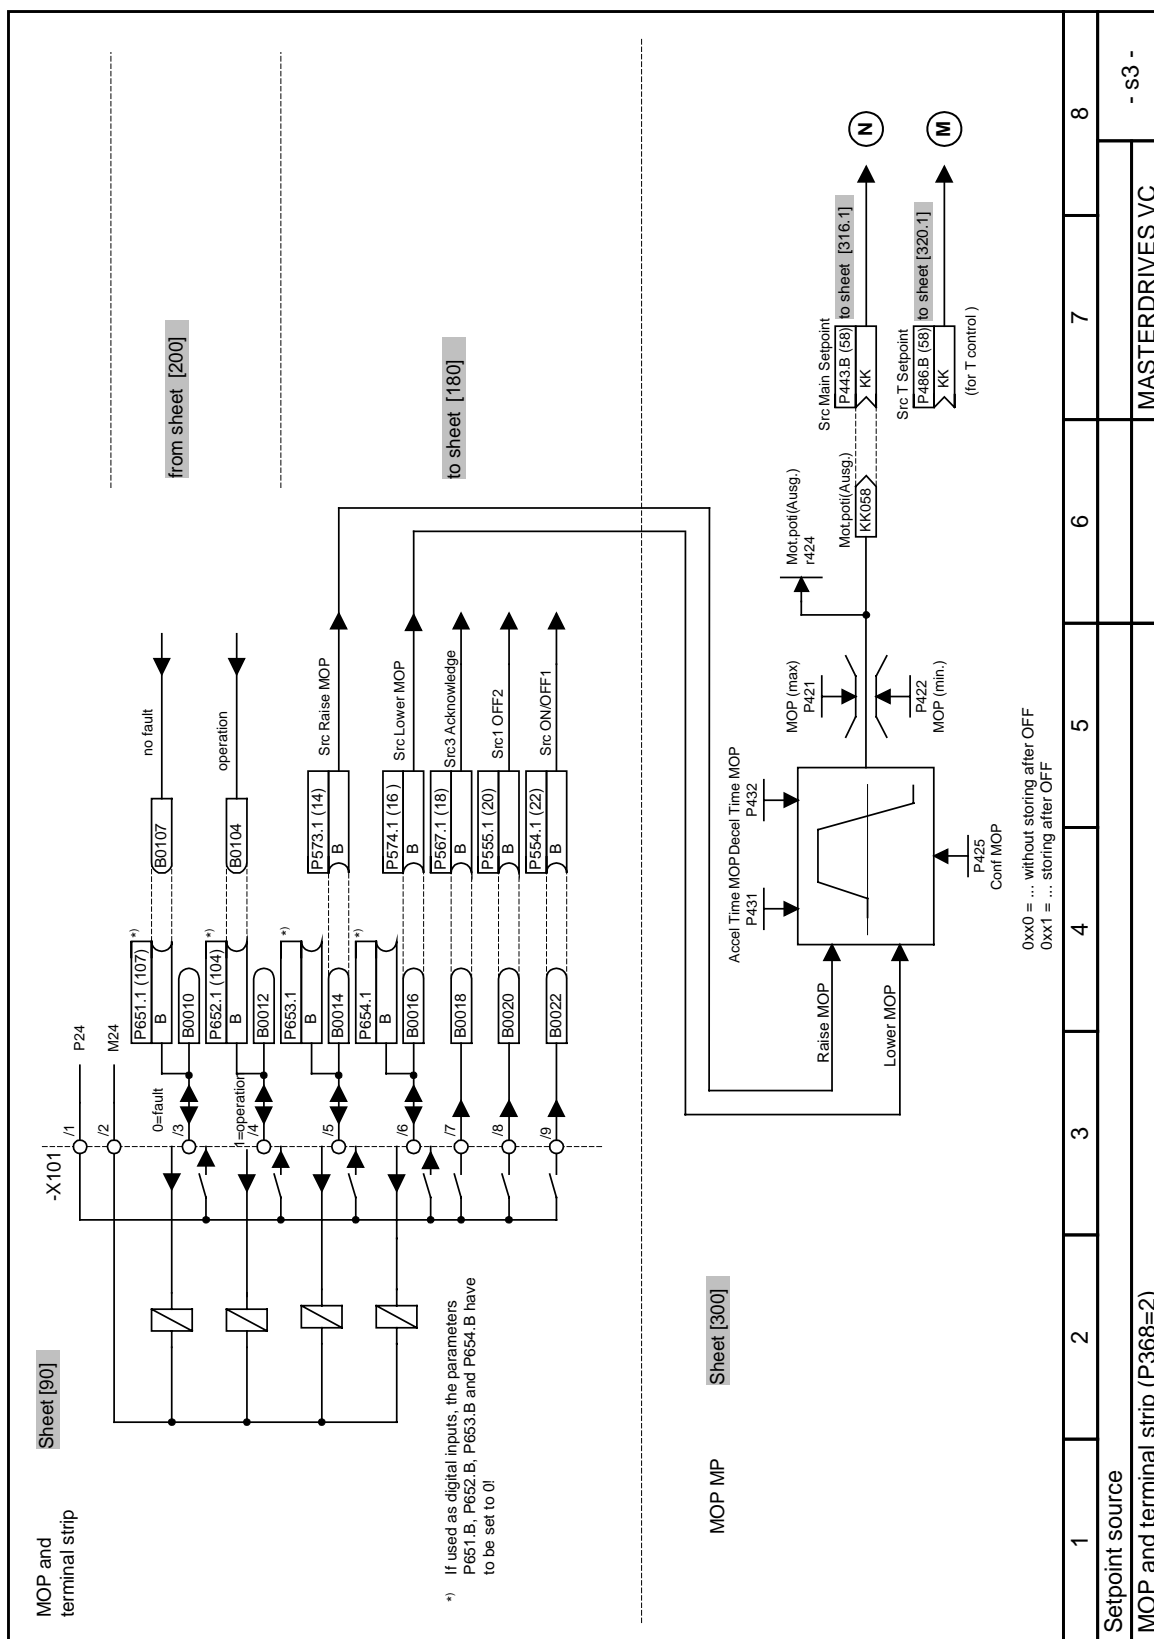 MOP and
terminal strip
Sheet [90]
-X101
P24
M24
/1
/2
/3
/4
/5
/6
/7
/8
/9
0=fault
1=operation
P651.1 (107)
*)
B
B0010
B0107
no fault
from sheet [200]
P652.1 (104)
*)
B
B0012
B0104
operation
P653.1
*)
B
B0014
P573.1 (14)
B
Src Raise MOP
P654.1
*)
B0016
B
P574.1 (16 )
B
Src Lower MOP
to sheet [180]
B0018
P567.1 (18)
B
Src3 Acknowledge
B0020
P555.1 (20)
B
Src1 OFF2
B0022
P554.1 (22)
B
Src ON/OFF1
*)
If used as digital inputs, the parameters
P651.B, P652.B, P653.B and P654.B have
to be set to 0!
MOP MP
Sheet [300]
Raise MOP
Lower MOP
Accel Time MOP
P431
Decel Time MOP
P432
P425
Conf MOP
MOP (max)
P421
P422
MOP (min.)
Mot.poti(Ausg.)
r424
Mot.poti(Ausg.)
KK058
Src Main Setpoint
P443.B (58)
KK
to sheet [316.1]
N
Src T Setpoint
P486.B (58)
KK
to sheet [320.1]
M
(for T control )
0xx0 = ... without storing after OFF
0xx1 = ... storing after OFF
1
2
3
4
5
6
7
8
Setpoint source
- s3 -
MOP and terminal strip (P368=2)
MASTERDRIVES VC